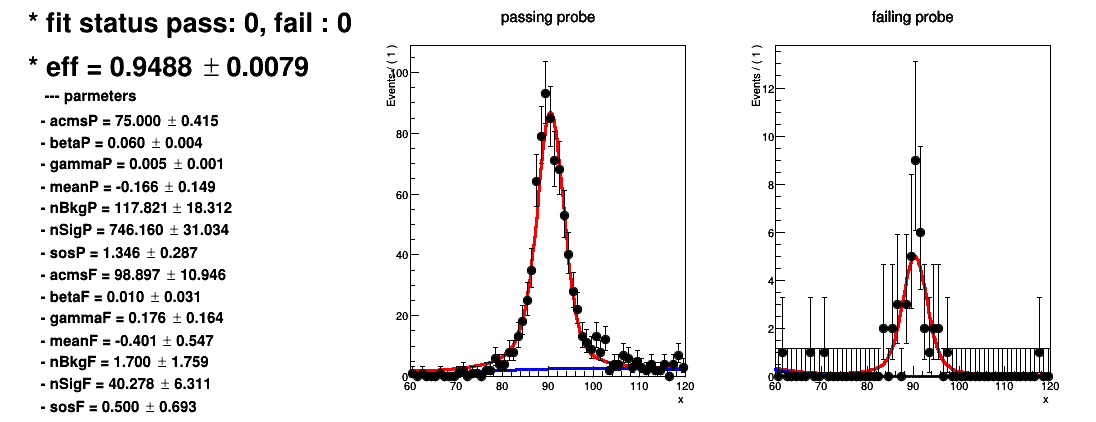 * fit status pass: 0, fail : 0
* eff = 0.9488 ± 0.0079
--- parmeters
- acmsP = 75.000 ± 0.415
- betaP = 0.060 ± 0.004
- gammaP = 0.005 ± 0.001
- meanP = -0.166 ± 0.149
- nBkgP = 117.821 ± 18.312
- nSigP = 746.160 ± 31.034
- sosP = 1.346 ± 0.287
- acmsF = 98.897 ± 10.946
- betaF = 0.010 ± 0.031
- gammaF = 0.176 ± 0.164
- meanF = -0.401 ± 0.547
- nBkgF = 1.700 ± 1.759
- nSigF = 40.278 ± 6.311
- sosF = 0.500 ± 0.693
passing probe
Events / ( 1 )
100
80
60
40
20
0
60 70 80 90 100 110 120
x
failing probe
Events / ( 1 )
12
10
8
6
4
2
0
60 70 80 90 100 110 120
x